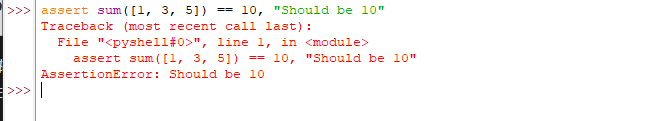 >>> assert sum([1, 3, 5]) == 10, "Should be 10"
Traceback (most recent call last):
  File "<pyshell#0>", line 1, in <module>
    assert sum([1, 3, 5]) == 10, "Should be 10"
AssertionError: Should be 10
>>>